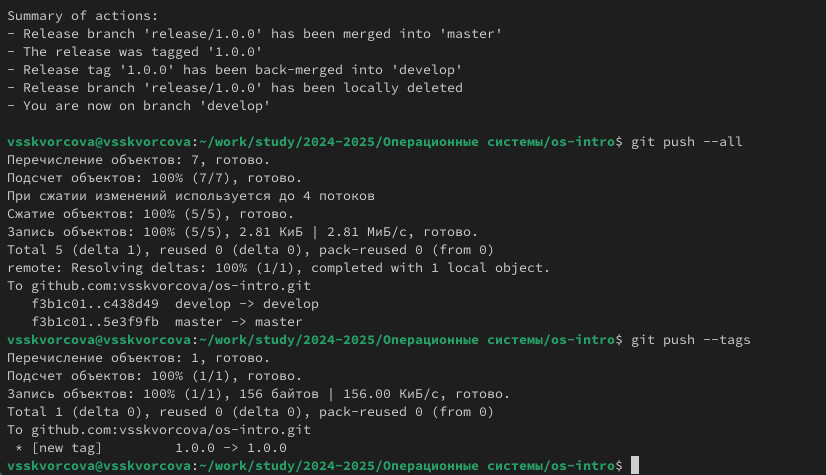 Summary of actions:
- Release branch 'release/1.0.0' has been merged into 'master'
- The release was tagged '1.0.0'
- Release tag '1.0.0' has been back-merged into 'develop'
- Release branch 'release/1.0.0' has been locally deleted
- You are now on branch 'develop'

vsskvorcova@vsskvorcova:~/work/study/2024-2025/Операционные системы/os-intro$ git push --all
Перечисление объектов: 7, готово.
Подсчет объектов: 100% (7/7), готово.
При сжатии изменений используется до 4 потоков
Сжатие объектов: 100% (5/5), готово.
Запись объектов: 100% (5/5), 2.81 КиБ | 2.81 МиБ/с, готово.
Total 5 (delta 1), reused 0 (delta 0), pack-reused 0 (from 0)
remote: Resolving deltas: 100% (1/1), completed with 1 local object.
To github.com:vsskvorcova/os-intro.git
   f3b1c01..c438d49  develop -> develop
   f3b1c01..5e3f9fb  master -> master
vsskvorcova@vsskvorcova:~/work/study/2024-2025/Операционные системы/os-intro$ git push --tags
Перечисление объектов: 1, готово.
Подсчет объектов: 100% (1/1), готово.
Запись объектов: 100% (1/1), 156 байтов | 156.00 КиБ/с, готово.
Total 1 (delta 0), reused 0 (delta 0), pack-reused 0 (from 0)
To github.com:vsskvorcova/os-intro.git
 * [new tag]         1.0.0 -> 1.0.0
vsskvorcova@vsskvorcova:~/work/study/2024-2025/Операционные системы/os-intro$